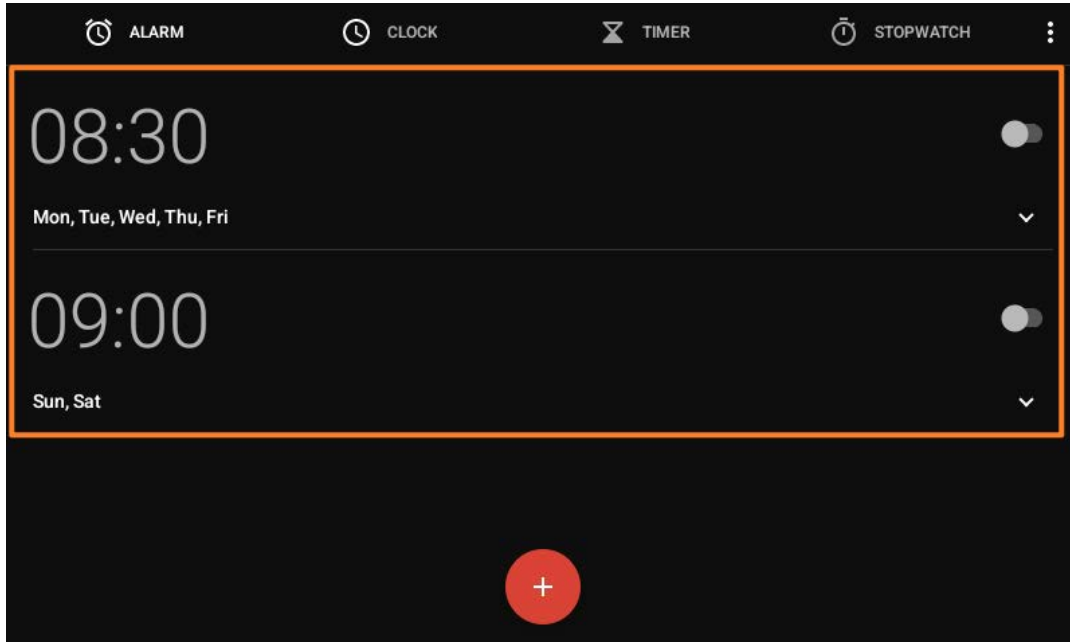 ALARM CLOCK TIMER STOPWATCH
08:30
Mon, Tue, Wed, Thu, Fri
09:00
Sun, Sat